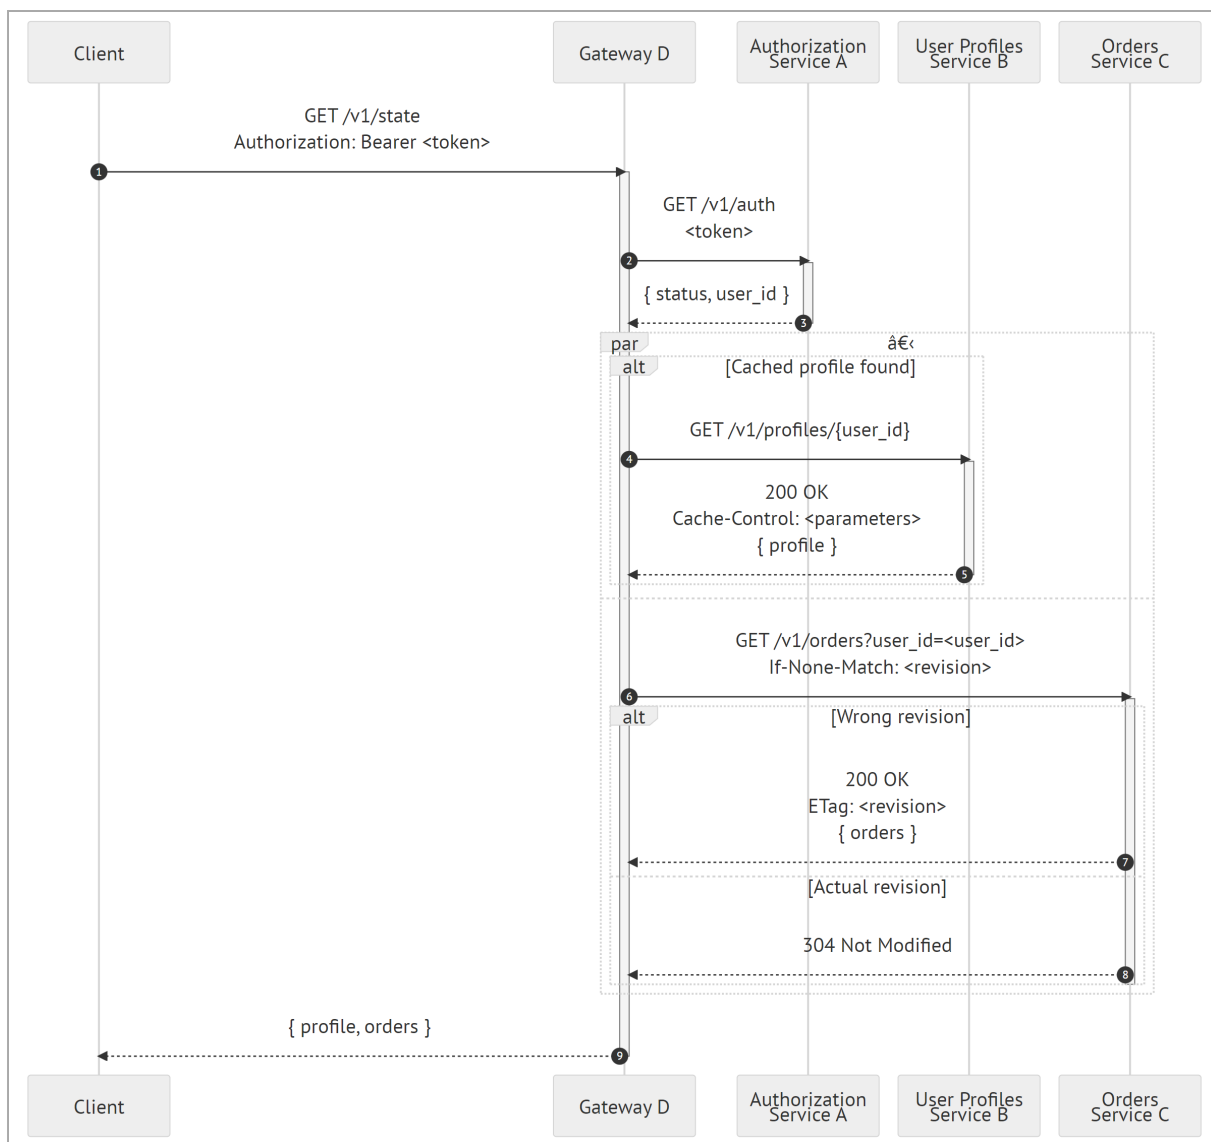 Client
Gateway D
Authorization
Service A
User Profiles
Service B
Orders
Service C
GET /v1/state
Authorization: Bearer <token>
1
GET /v1/auth
<token>
2
{ status, user_id }
3
par
â€‹
alt
[Cached profile found]
GET /v1/profiles/{user_id}
4
200 OK
Cache-Control: <parameters>
{ profile }
5
GET /v1/orders?user_id=<user_id>
If-None-Match: <revision>
6
alt
[Wrong revision]
200 OK
ETag: <revision>
{ orders }
7
[Actual revision]
304 Not Modified
8
{ profile, orders }
9
Client
Gateway D
Authorization
Service A
User Profiles
Service B
Orders
Service C